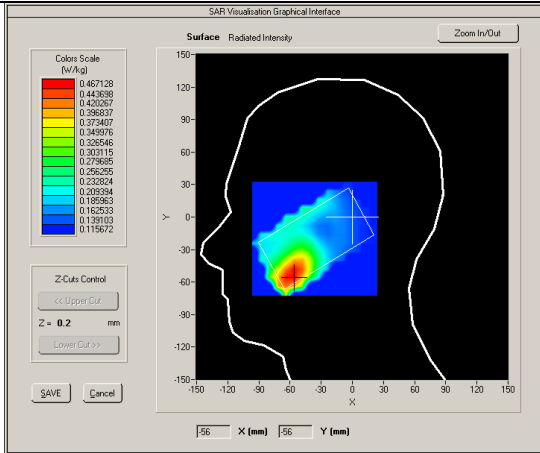 SAR Visualisation Graphical Interface
Surface Radiated Intensity
Zoom In/Out
Colors Scale
(W/kg)
0.467128
0.443698
0.420267
0.396837
0.373407
0.349976
0.326546
0.303115
0.279685
0.256255
0.232824
0.209394
0.185963
0.162533
0.139103
0.115672
Z-Cuts Control
<< Upper Cut
Z = 0.2 mm
Lower Cut >>
SAVE
Cancel
150
120
90
60
30
0
-30
-60
-90
-120
-150
Y
-150 -120 -90 -60 -30 0 30 60 90 120 150
X
-56 X (mm) -56 Y (mm)